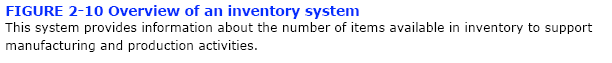 FIGURE 2-10 Overview of an inventory system
This system provides information about the number of items available in inventory to support
manufacturing and production activities.